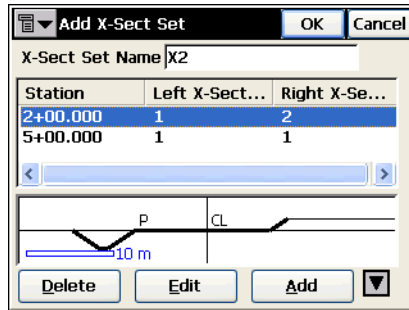 Add X-Sect Set OK Cancel
X-Sect Set Name X2
Station Left X-Sect... Right X-Se...
2+00.000 1 2
5+00.000 1 1
P CL
10 m
Delete Edit Add